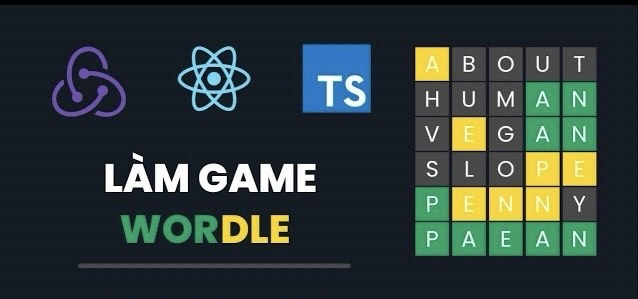 TS
LÀM GAME
WORDLE
ABOUT
HUMAN
VEGAN
SLOPE
PENNY
PAEAN